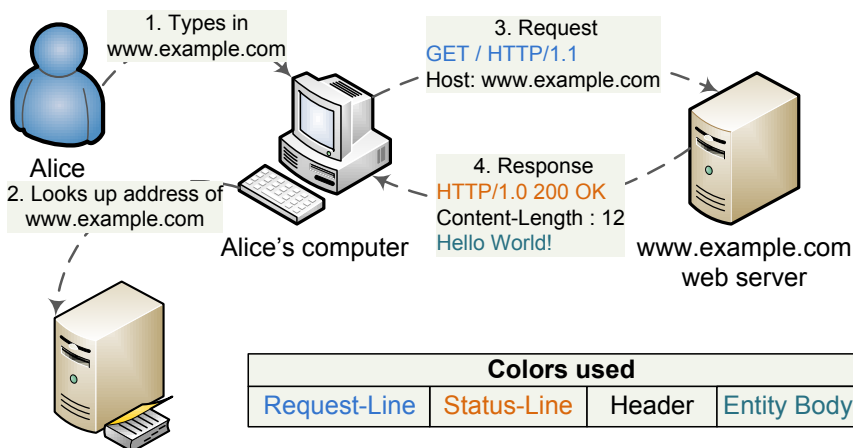 1. Types in
www.example.com
3. Request
GET / HTTP/1.1
Host: www.example.com
Alice
2. Looks up address of
www.example.com
Alice’s computer
4. Response
HTTP/1.0 200 OK
Content-Length : 12
Hello World!
www.example.com
web server
Colors used
Request-Line Status-Line Header Entity Body